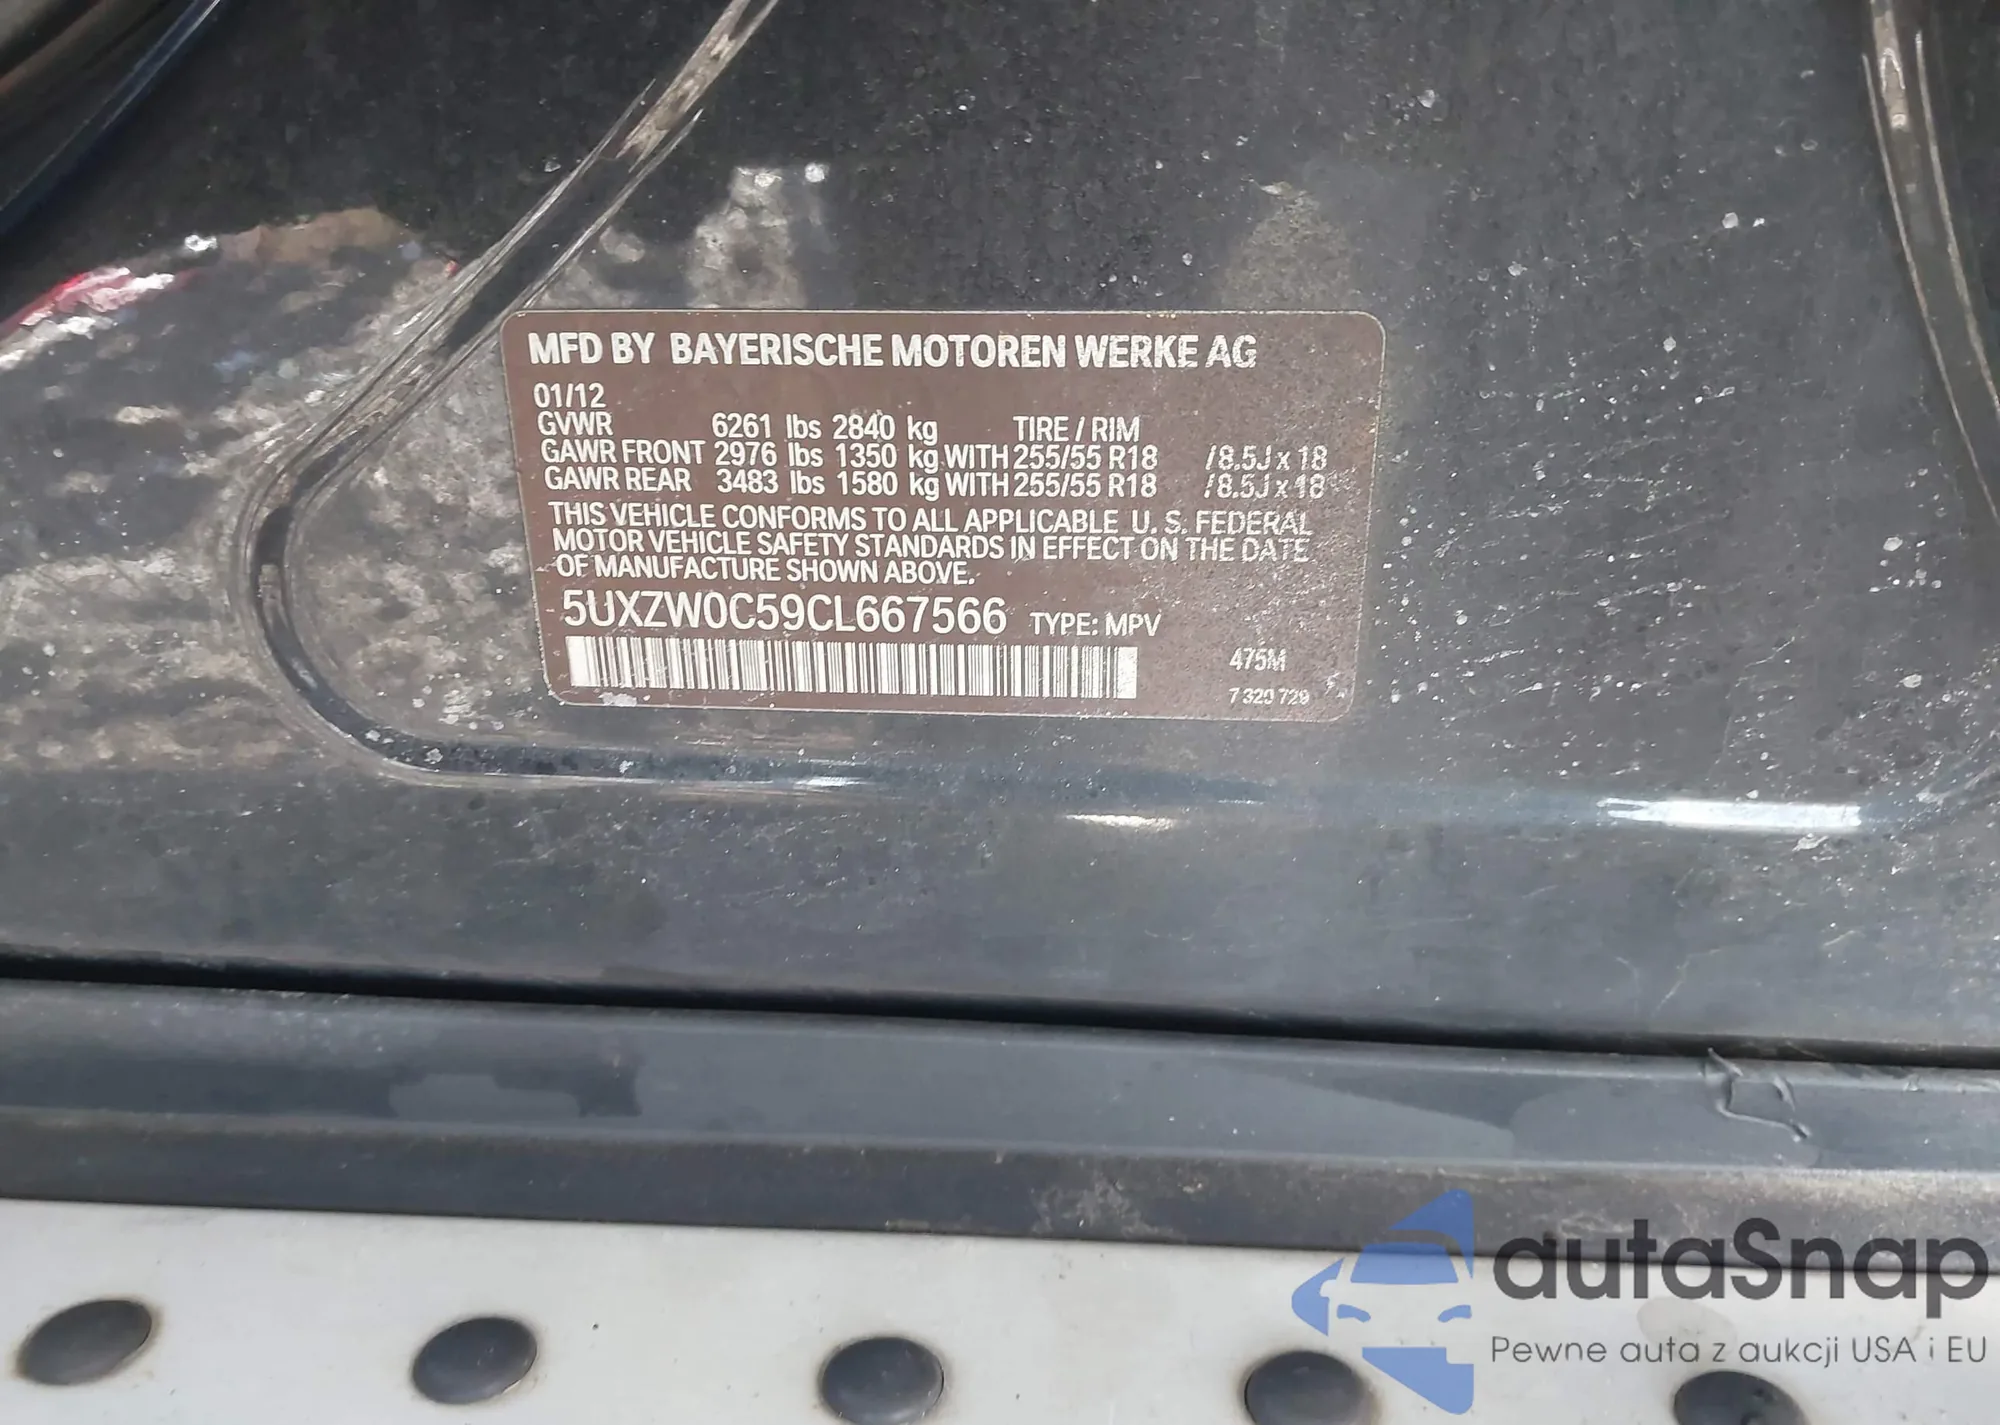 MFD BY BAYERISCHE MOTOREN WERKE AG
01/12
GVWR 6261 lbs 2840 kg TIRE / RIM
GAWR FRONT 2976 lbs 1350 kg WITH 255/55 R18 /8.5J x 18
GAWR REAR 3483 lbs 1580 kg WITH 255/55 R18 /8.5J x 18
THIS VEHICLE CONFORMS TO ALL APPLICABLE U. S. FEDERAL
MOTOR VEHICLE SAFETY STANDARDS IN EFFECT ON THE DATE
OF MANUFACTURE SHOWN ABOVE.
5UXZW0C59CL667566 TYPE: MPV
475M
7 320 729
autaSnap
Pewne auta z aukcji USA i EU